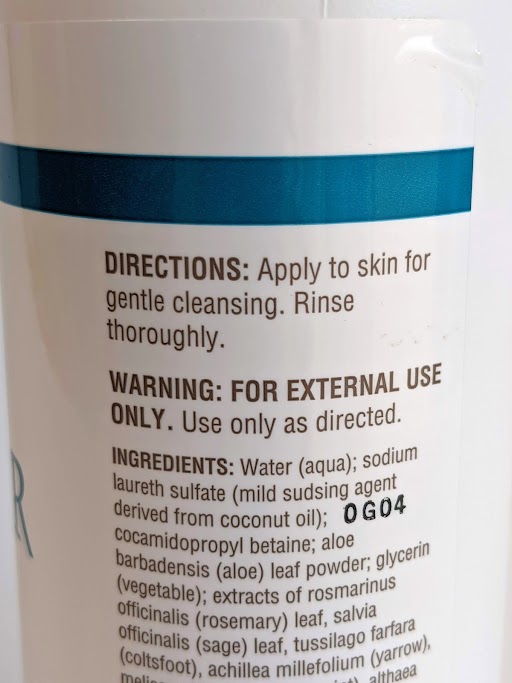 DIRECTIONS: Apply to skin for
gentle cleansing. Rinse
thoroughly.
WARNING: FOR EXTERNAL USE
ONLY. Use only as directed.
INGREDIENTS: Water (aqua); sodium
laureth sulfate (mild sudsing agent
derived from coconut oil); 0G04
cocamidopropyl betaine; aloe
barbadensis (aloe) leaf powder; glycerin
(vegetable); extracts of rosmarinus
officinalis (rosemary) leaf, salvia
officinalis (sage) leaf, tussilago farfara
(coltsfoot), achillea millefolium (yarrow),
althaea
R